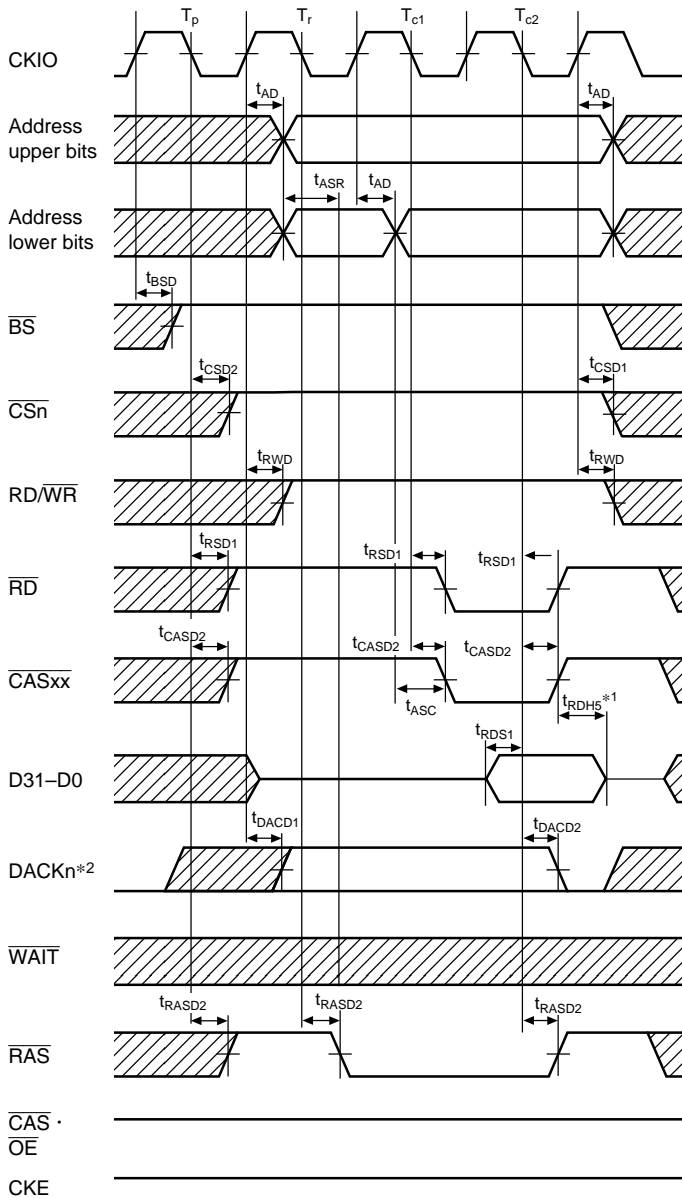 Tp Tr Tc1 Tc2
CKIO
tAD tAD
Address
upper bits
tASR tAD
Address
lower bits
tBSD
BS
tCSD2 tCSD1
CSn
tRWD tRWD
RD/WR
tRSD1 tRSD1 tRSD1
RD
tCASD2 tCASD2 tCASD2
CASxx
tASC tRDH5*1
tRDS1
D31–D0
tDACD1 tDACD2
DACKn*2
WAIT
tRASD2 tRASD2 tRASD2
RAS
CAS ·
OE
CKE